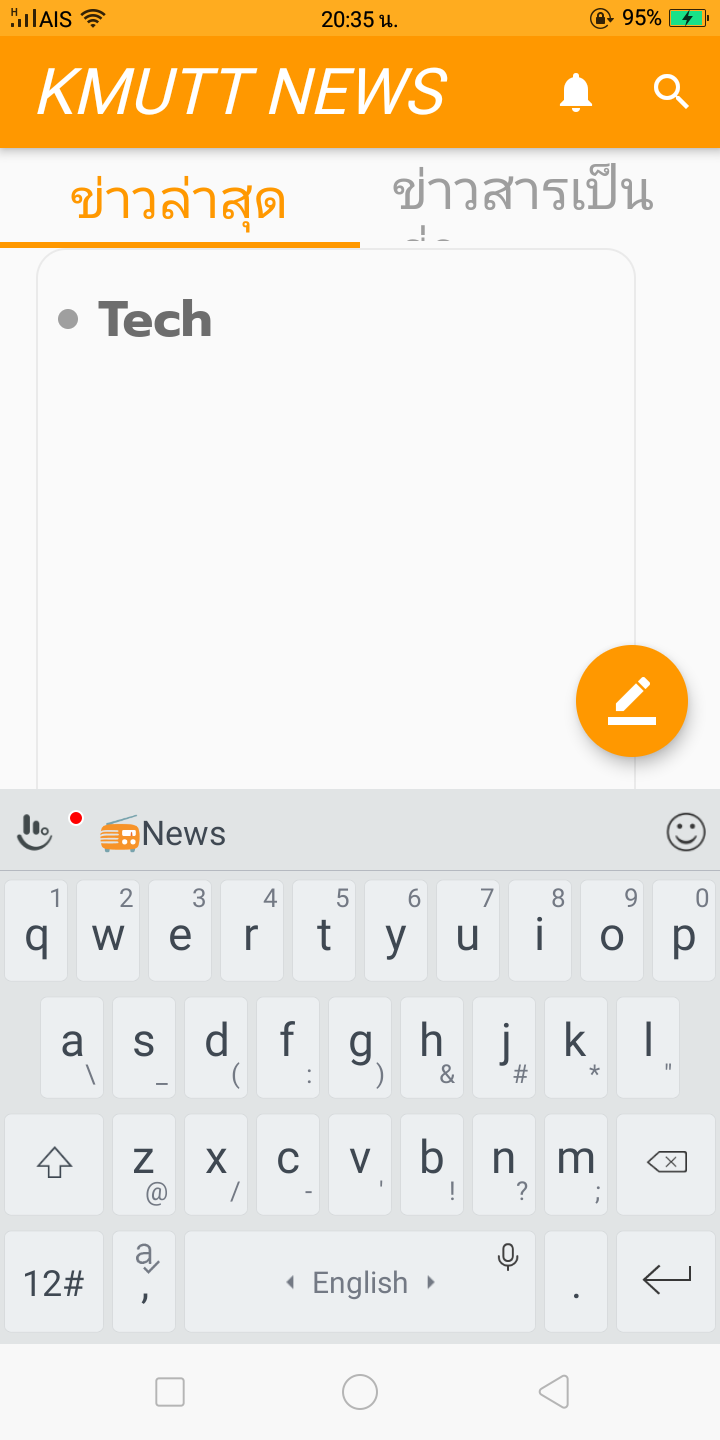 H AIS 20:35 น. 95%
KMUTT NEWS
ข่าวล่าสุด
ข่าวสารเป็น
Tech
News
1 2 3 4 5 6 7 8 9 0
q w e r t y u i o p
a s d f g h j k l
\ _ ( : ) & # * "
z x c v b n m
@ / - ' ! ? ;
12# a , English .